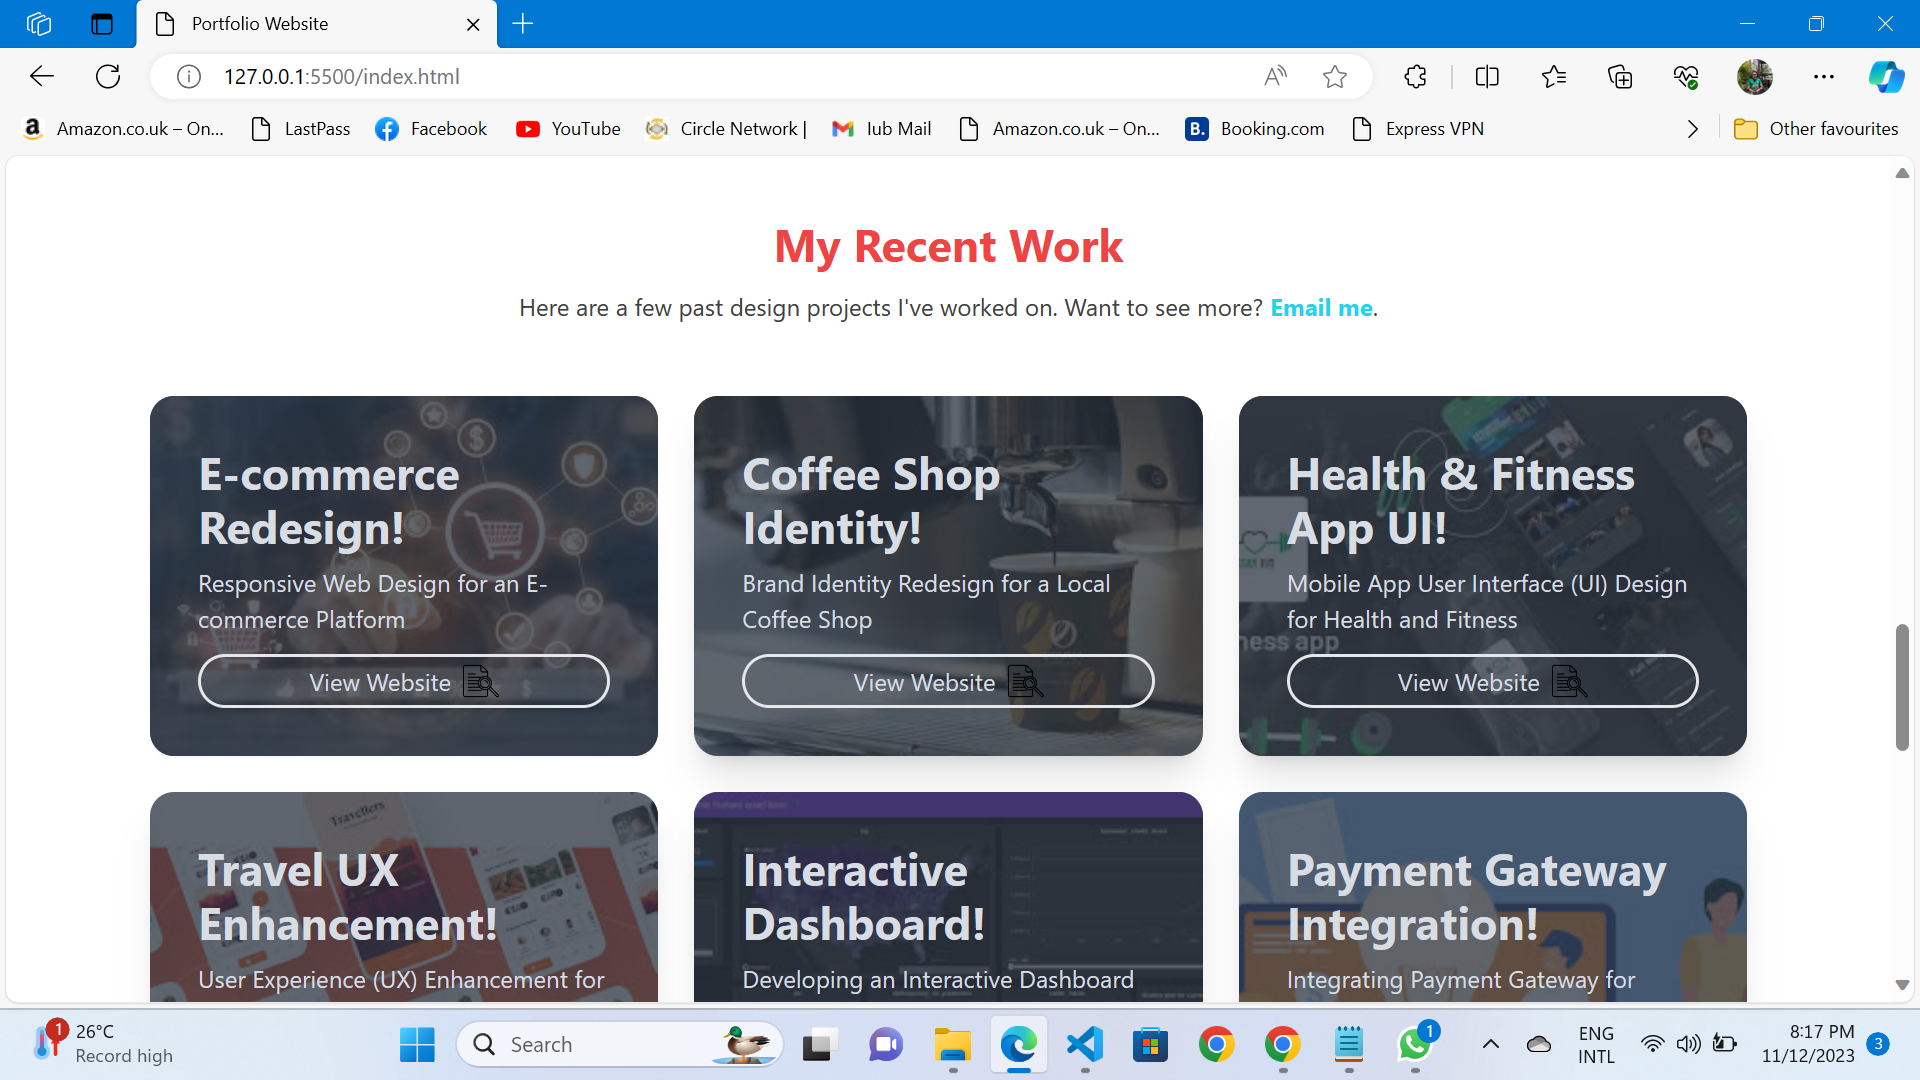 Portfolio Website
127.0.0.1:5500/index.html
Amazon.co.uk – On...
LastPass
Facebook
YouTube
Circle Network |
Iub Mail
Amazon.co.uk – On...
B. Booking.com
Express VPN
Other favourites
My Recent Work
Here are a few past design projects I've worked on. Want to see more? Email me.
E-commerce
Redesign!
Responsive Web Design for an E-
commerce Platform
View Website
Coffee Shop
Identity!
Brand Identity Redesign for a Local
Coffee Shop
View Website
Health & Fitness
App UI!
Mobile App User Interface (UI) Design
for Health and Fitness
ness app
View Website
Travellers
Travel UX
Enhancement!
User Experience (UX) Enhancement for
Interactive
Dashboard!
Developing an Interactive Dashboard
Payment Gateway
Integration!
Integrating Payment Gateway for
1
26°C
Record high
Search
1
ENG
INTL
8:17 PM
11/12/2023
3